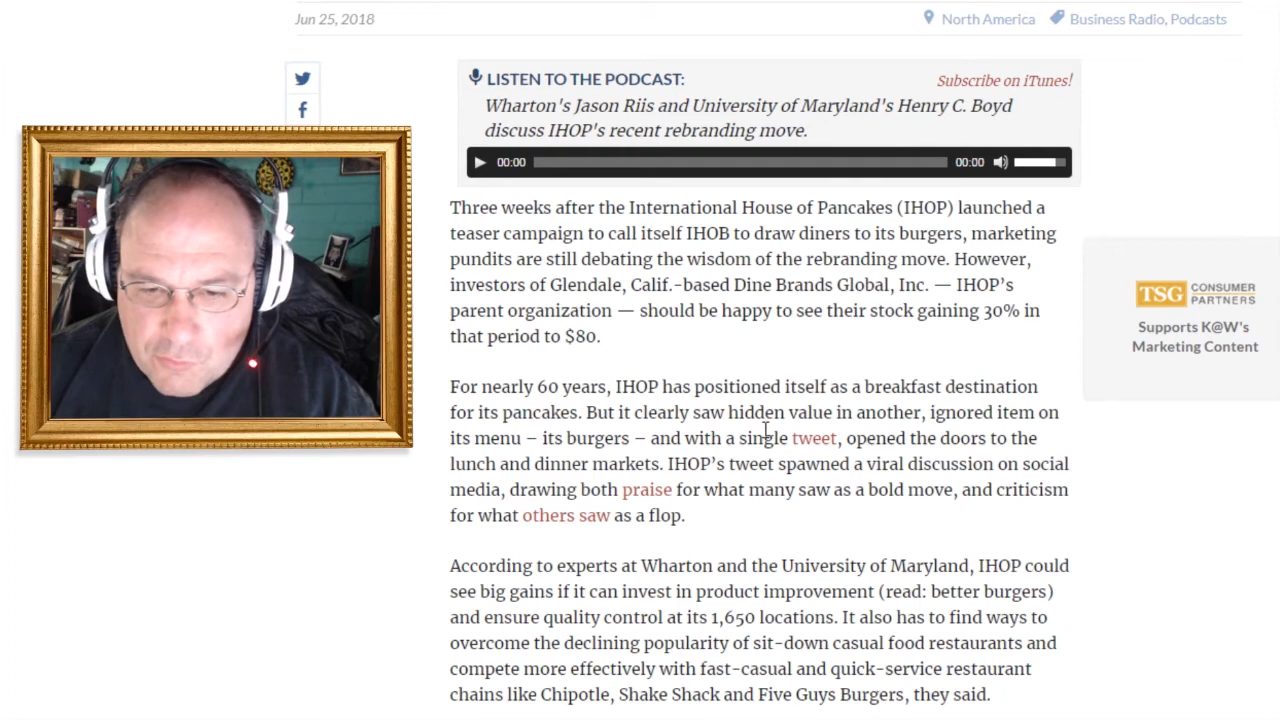 Jun 25, 2018
North America
Business Radio, Podcasts
LISTEN TO THE PODCAST:
Subscribe on iTunes!
Wharton's Jason Riis and University of Maryland's Henry C. Boyd
discuss IHOP's recent rebranding move.
00:00
00:00
Three weeks after the International House of Pancakes (IHOP) launched a
teaser campaign to call itself IHOB to draw diners to its burgers, marketing
pundits are still debating the wisdom of the rebranding move. However,
investors of Glendale, Calif.-based Dine Brands Global, Inc. — IHOP's
parent organization — should be happy to see their stock gaining 30% in
that period to $80.
TSG CONSUMER
PARTNERS
Supports K@W's
Marketing Content
For nearly 60 years, IHOP has positioned itself as a breakfast destination
for its pancakes. But it clearly saw hidden value in another, ignored item on
its menu – its burgers – and with a single tweet, opened the doors to the
lunch and dinner markets. IHOP's tweet spawned a viral discussion on social
media, drawing both praise for what many saw as a bold move, and criticism
for what others saw as a flop.
According to experts at Wharton and the University of Maryland, IHOP could
see big gains if it can invest in product improvement (read: better burgers)
and ensure quality control at its 1,650 locations. It also has to find ways to
overcome the declining popularity of sit-down casual food restaurants and
compete more effectively with fast-casual and quick-service restaurant
chains like Chipotle, Shake Shack and Five Guys Burgers, they said.